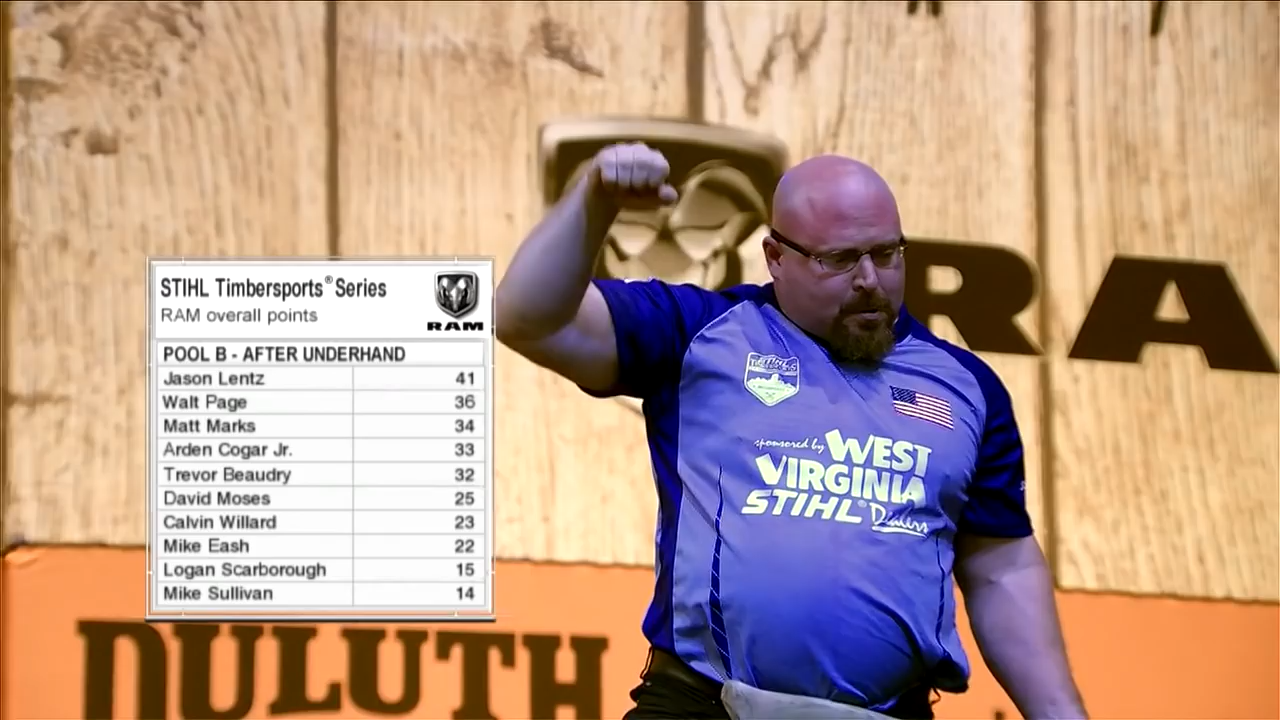 STIHL Timbersports® Series
RAM overall points
RAM
POOL B - AFTER UNDERHAND
Jason Lentz 41
Walt Page 36
Matt Marks 34
Arden Cogar Jr. 33
Trevor Beaudry 32
David Moses 25
Calvin Willard 23
Mike Eash 22
Logan Scarborough 15
Mike Sullivan 14
RA
sponsored by WEST
VIRGINIA
STIHL® Dealers
DULUTH